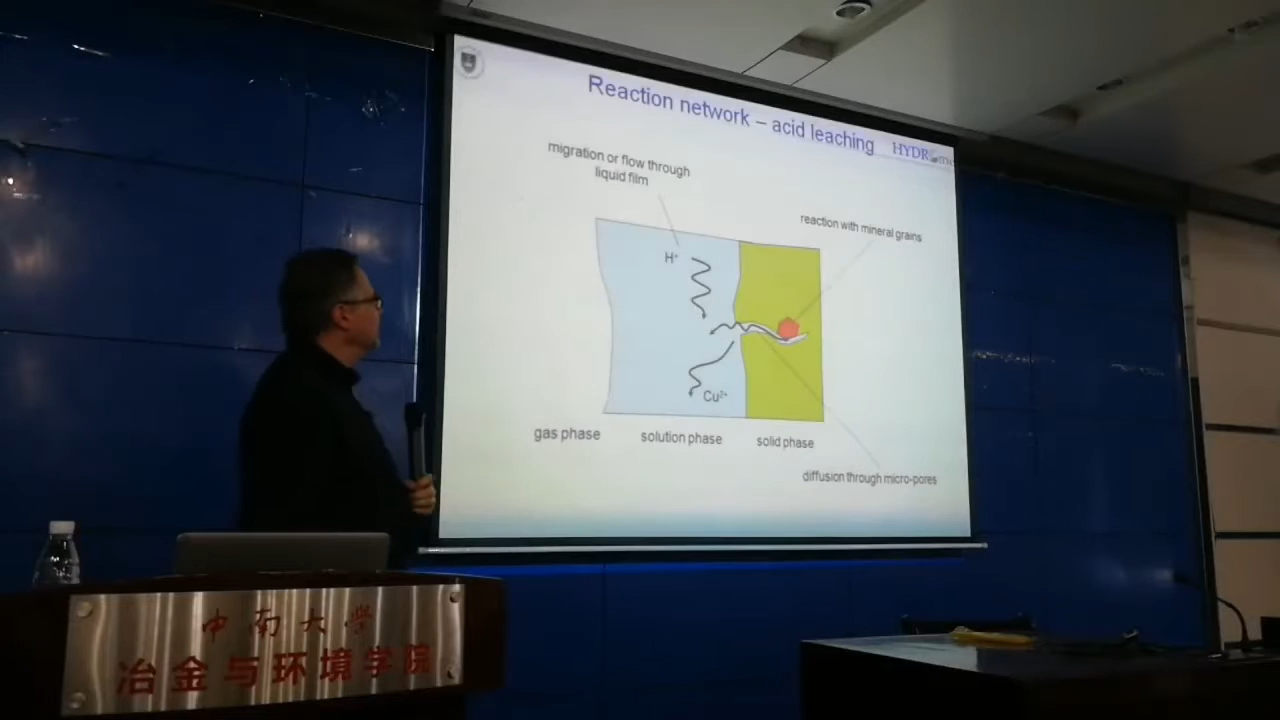 Reaction network – acid leaching
HYDR me
migration or flow through
liquid film
reaction with mineral grains
H⁺
Cu²⁺
gas phase
solution phase
solid phase
diffusion through micro-pores
中南大学
冶金与环境学院